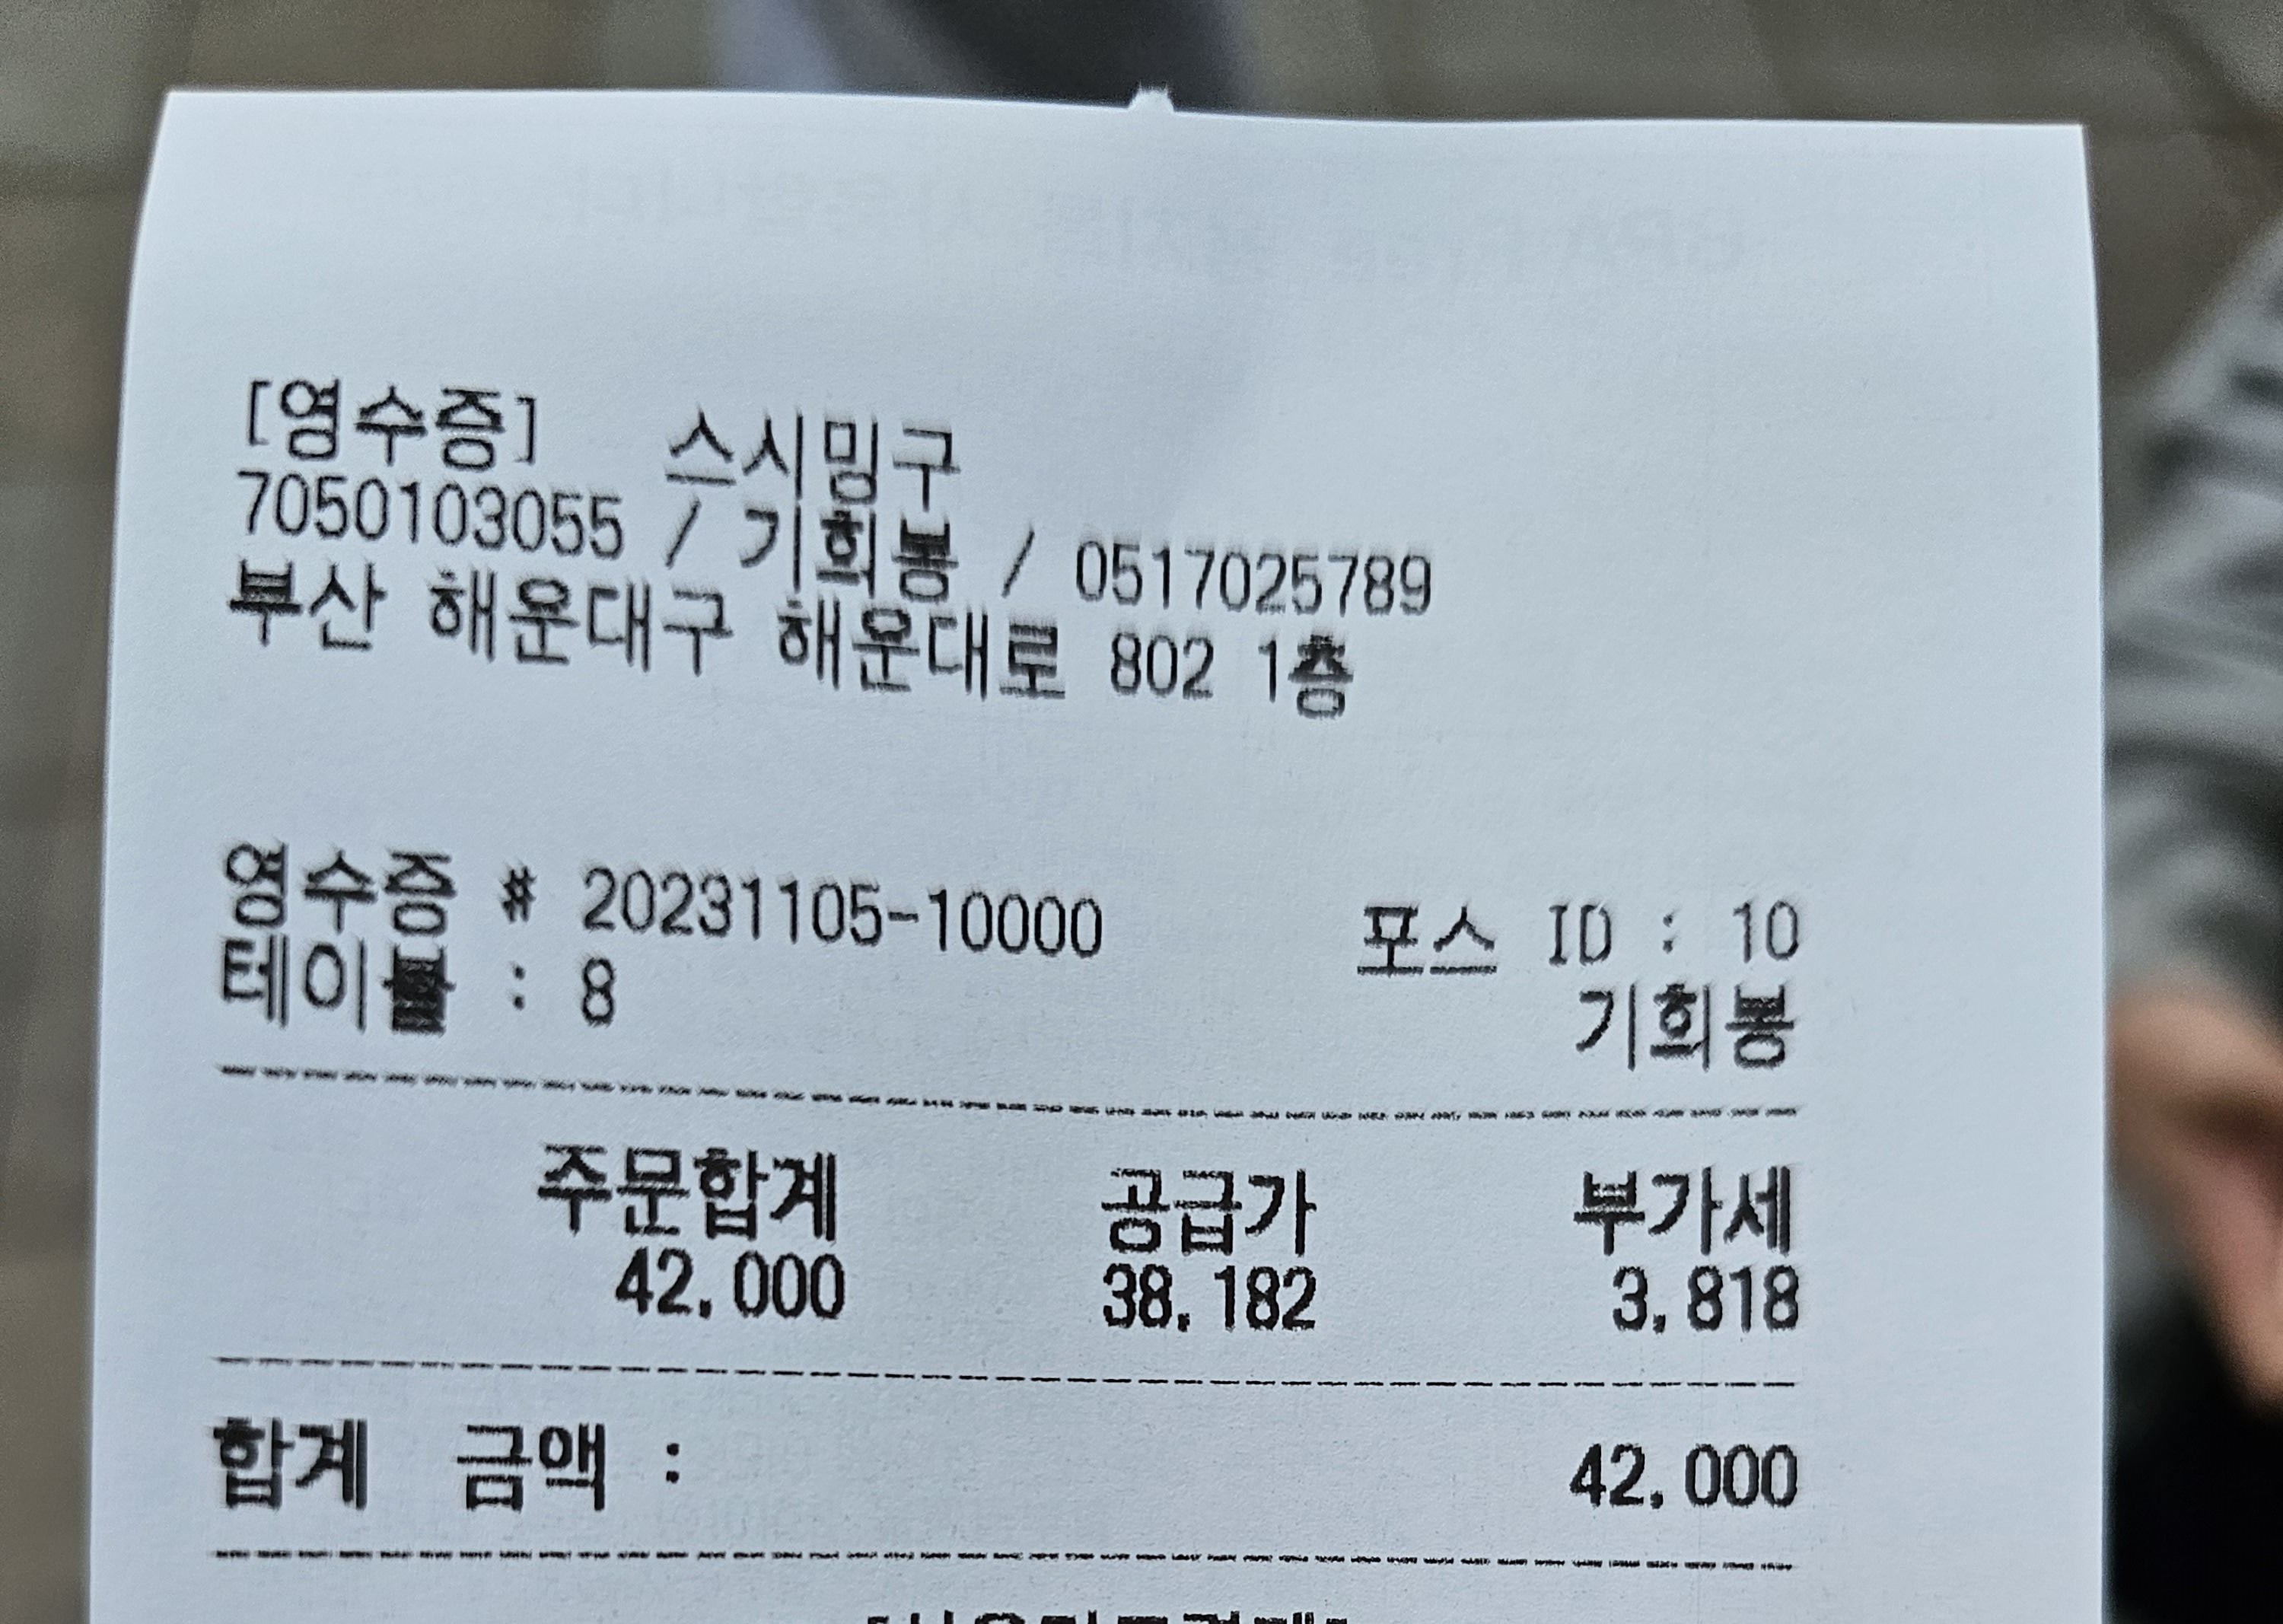 [영수증] 스시밍구
7050103055 / 기희봉 / 0517025789
부산 해운대구 해운대로 802 1층
영수증 # 20231105-10000 포스 ID : 10
테이블 : 8 기희봉
주문합계 공급가 부가세
42,000 38,182 3,818
합계 금액 : 42,000